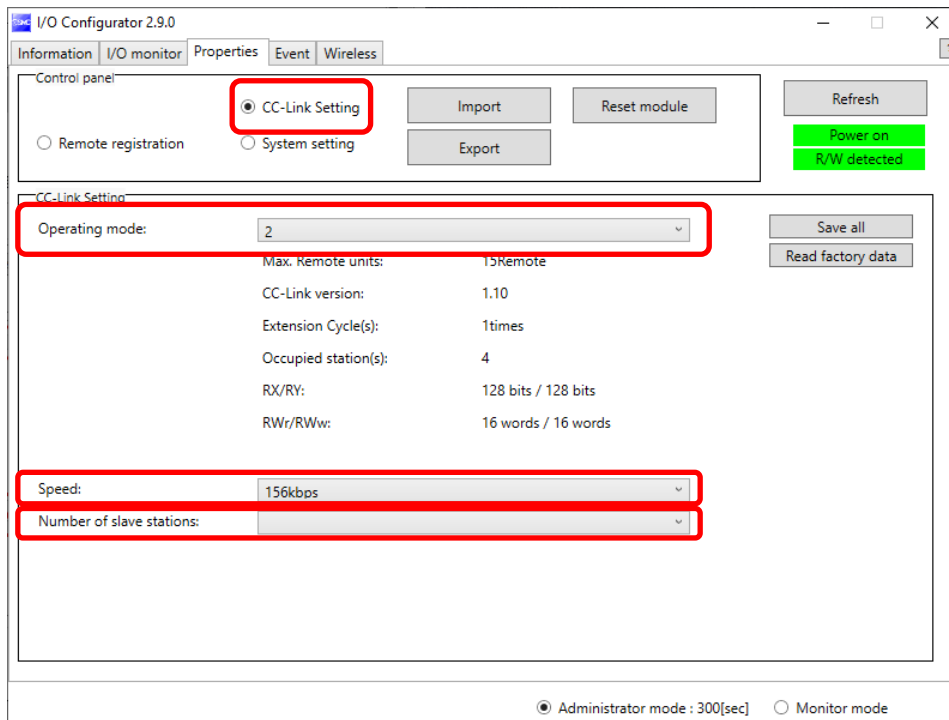 I/O Configurator 2.9.0
Information I/O monitor Properties Event Wireless
Control panel
CC-Link Setting Import Reset module Refresh
Remote registration System setting Export Power on
R/W detected
CC-Link Setting
Operating mode: 2 Save all
Max. Remote units: 15Remote Read factory data
CC-Link version: 1.10
Extension Cycle(s): 1times
Occupied station(s): 4
RX/RY: 128 bits / 128 bits
RWr/RWw: 16 words / 16 words
Speed: 156kbps
Number of slave stations:
Administrator mode : 300[sec] Monitor mode